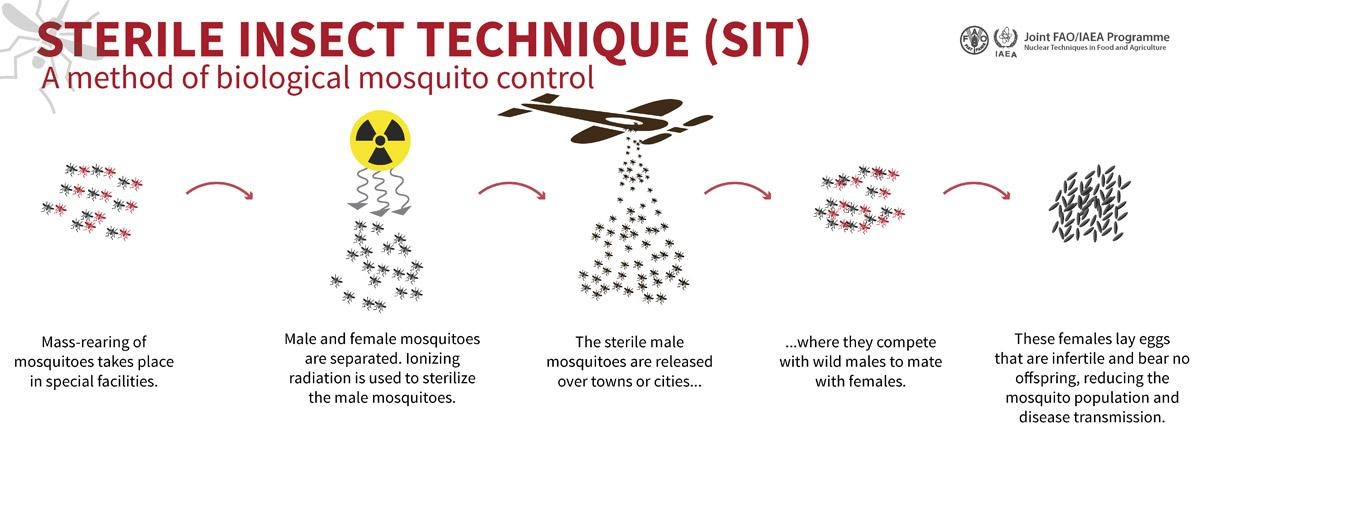 STERILE INSECT TECHNIQUE (SIT)
A method of biological mosquito control
FAO
IAEA
Joint FAO/IAEA Programme
Nuclear Techniques in Food and Agriculture
Mass-rearing of
mosquitoes takes place
in special facilities.
Male and female mosquitoes
are separated. Ionizing
radiation is used to sterilize
the male mosquitoes.
The sterile male
mosquitoes are released
over towns or cities...
...where they compete
with wild males to mate
with females.
These females lay eggs
that are infertile and bear no
offspring, reducing the
mosquito population and
disease transmission.